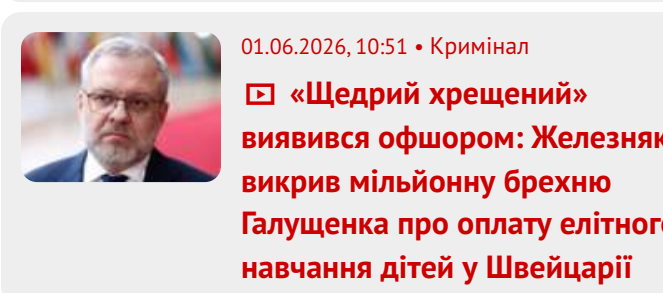 01.06.2026, 10:51 • Кримінал
«Щедрий хрещений»
виявився офшором: Железняк
викрив мільйонну брехню
Галущенка про оплату елітного
навчання дітей у Швейцарії